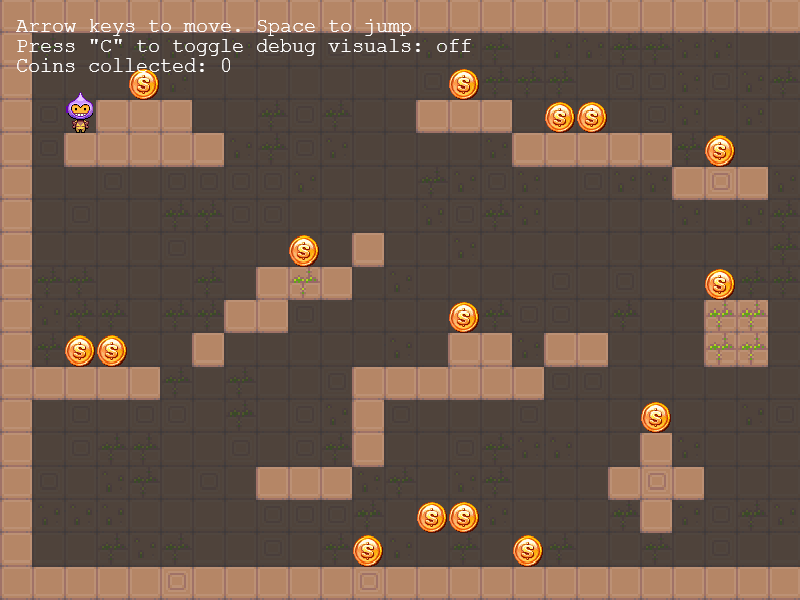 Arrow keys to move. Space to jump
Press "C" to toggle debug visuals: off
Coins collected: 0